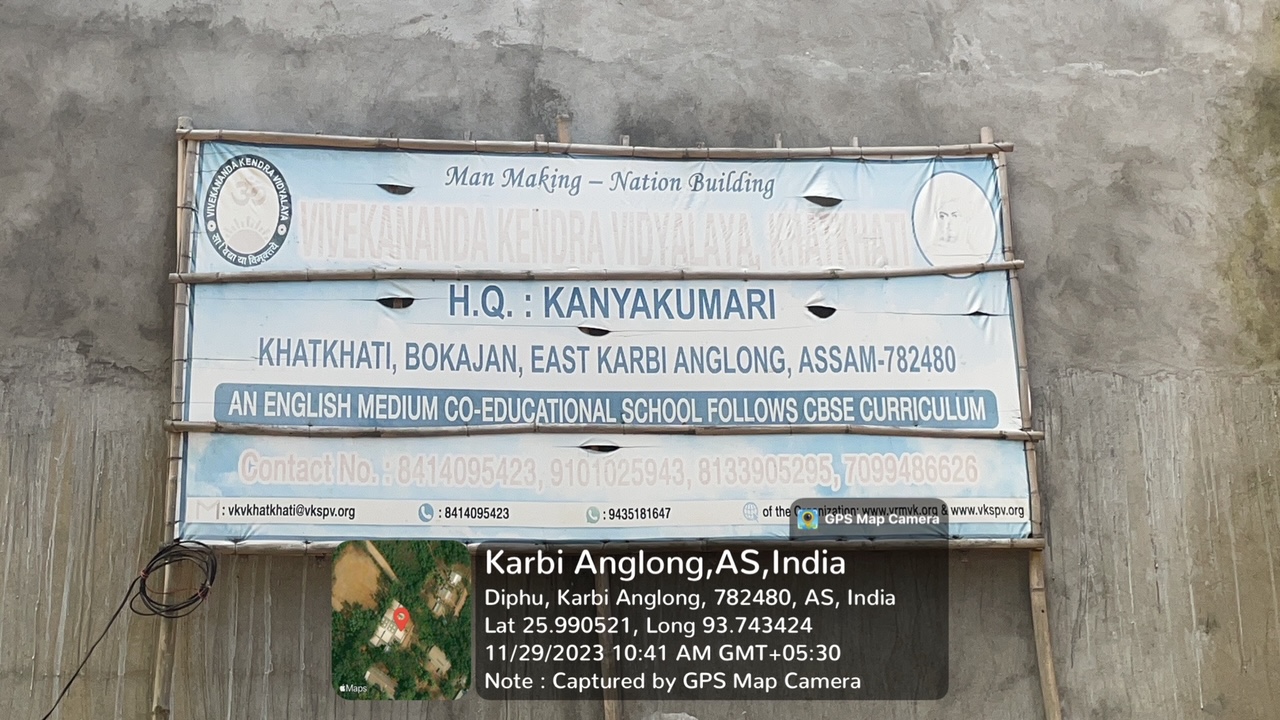 Man Making – Nation Building
VIVEKANANDA KENDRA VIDYALAYA
सा विद्या या विमुक्तये
VIVEKANANDA KENDRA VIDYALAYA, KHATKHATI
H.Q. : KANYAKUMARI
KHATKHATI, BOKAJAN, EAST KARBI ANGLONG, ASSAM-782480
AN ENGLISH MEDIUM CO-EDUCATIONAL SCHOOL FOLLOWS CBSE CURRICULUM
Contact No. : 8414095423, 9101025943, 8133905295, 7099486626
: vkvkhatkhati@vkspv.org : 8414095423 : 9435181647 of the Organization: www.vrmvk.org & www.vkspv.org
GPS Map Camera
Karbi Anglong,AS,India
Diphu, Karbi Anglong, 782480, AS, India
Lat 25.990521, Long 93.743424
11/29/2023 10:41 AM GMT+05:30
Note : Captured by GPS Map Camera
Maps